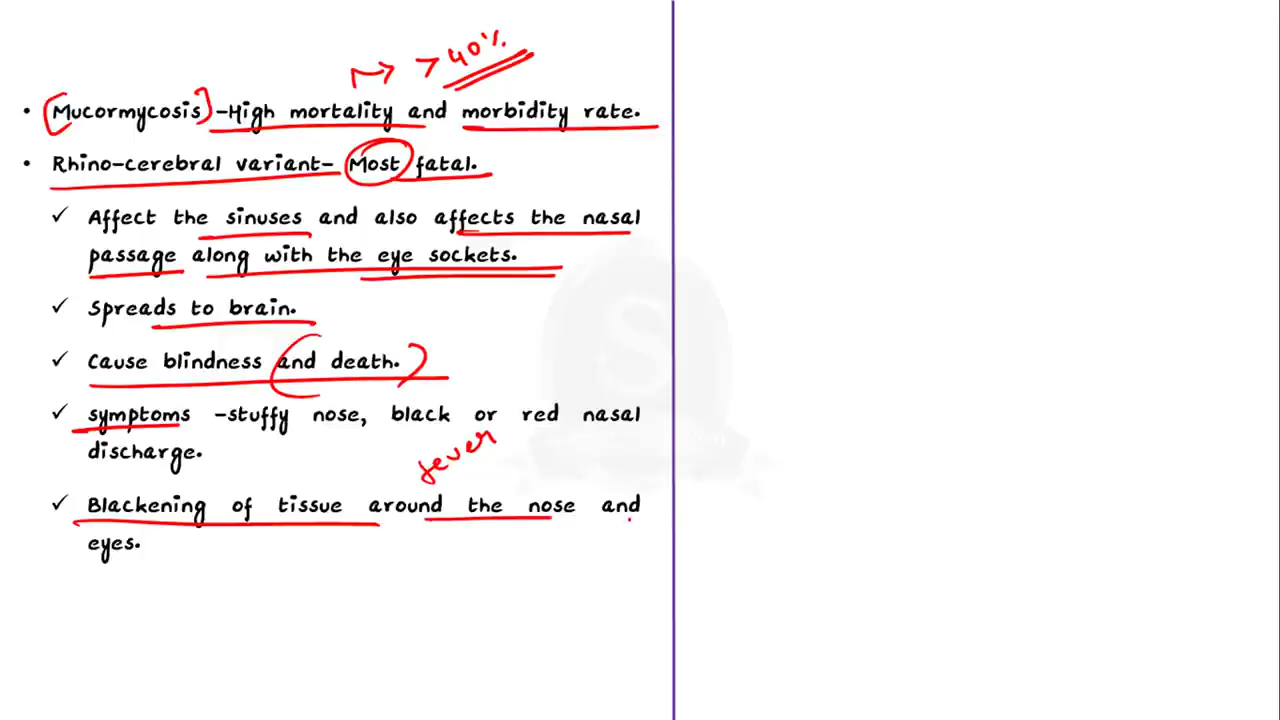 → > 40%
• [Mucormycosis] -High mortality and morbidity rate.
• Rhino-cerebral variant- Most fatal.
✓ Affect the sinuses and also affects the nasal
passage along with the eye sockets.
✓ Spreads to brain.
✓ Cause blindness (and death.)
✓ symptoms -stuffy nose, black or red nasal
discharge.
fever
✓ Blackening of tissue around the nose and
eyes.